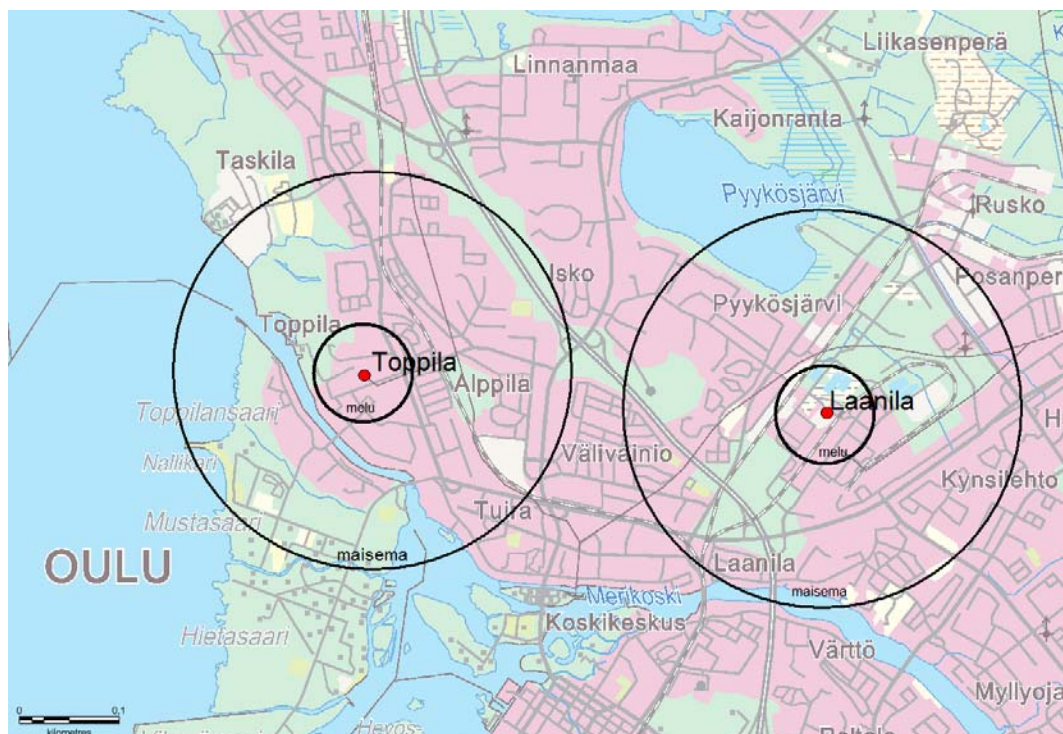 Liikasenperä
Linnanmaa
Kaijonranta
Taskila
Pyykösjärvi
Rusko
Isko
Posanper
Pyykösjärvi
Toppila
Toppila
Alppila
melu
Laanila
Toppilansaari
melu
Nallikari
Välivainio
Kynsilehto
Mustasaari
Tuira
OULU
maisema
Laanila
Merikoski
maisema
Koskikeskus
Hietasaari
Värttö
Myllyoja
0 0,1
kilometres
Hevos-